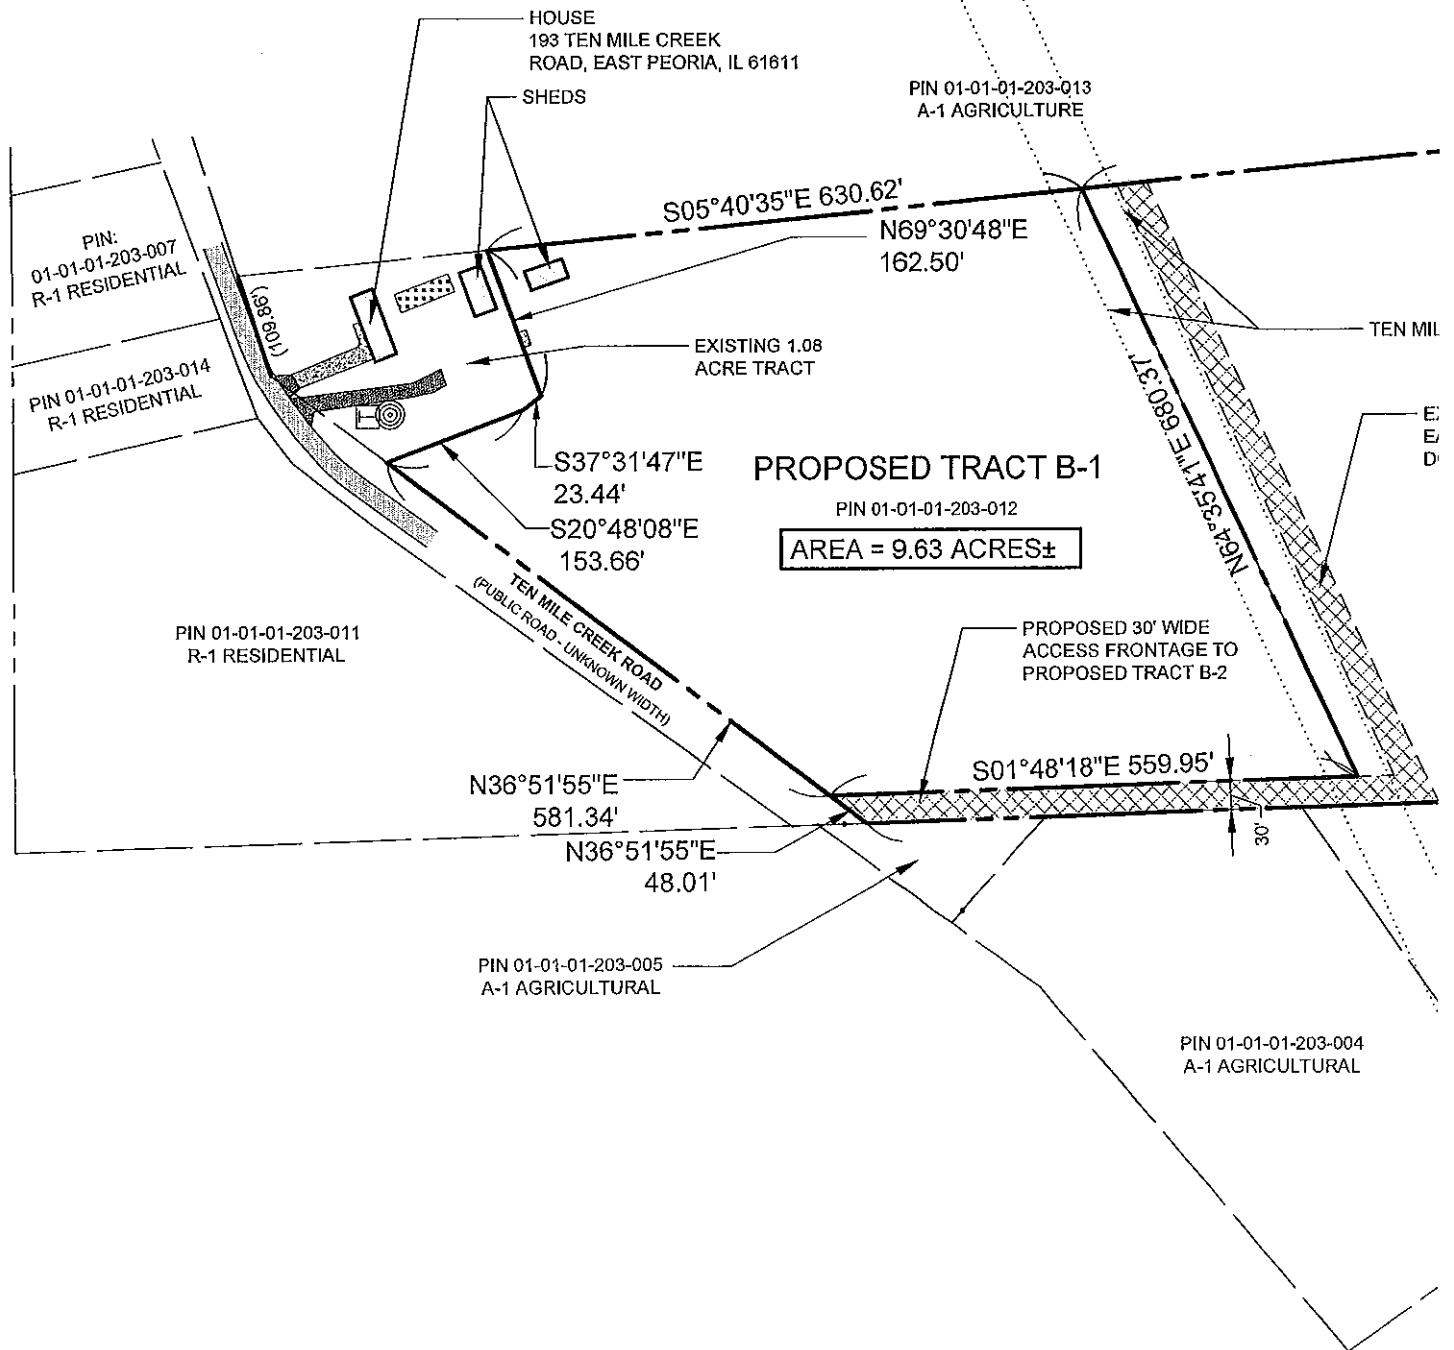 HOUSE
193 TEN MILE CREEK
ROAD, EAST PEORIA, IL 61611
SHEDS
PIN 01-01-01-203-013
A-1 AGRICULTURE
S05°40'35"E 630.62'
N69°30'48"E
162.50'
PIN:
01-01-01-203-007
R-1 RESIDENTIAL
(109.86')
TEN MIL
EXISTING 1.08
ACRE TRACT
PIN 01-01-01-203-014
R-1 RESIDENTIAL
N64°35'41"E 680.37'
S37°31'47"E
23.44'
PROPOSED TRACT B-1
PIN 01-01-01-203-012
AREA = 9.63 ACRES±
S20°48'08"E
153.66'
TEN MILE CREEK ROAD
(PUBLIC ROAD - UNKNOWN WIDTH)
PIN 01-01-01-203-011
R-1 RESIDENTIAL
PROPOSED 30' WIDE
ACCESS FRONTAGE TO
PROPOSED TRACT B-2
S01°48'18"E 559.95'
N36°51'55"E
581.34'
30'
N36°51'55"E
48.01'
PIN 01-01-01-203-005
A-1 AGRICULTURAL
PIN 01-01-01-203-004
A-1 AGRICULTURAL